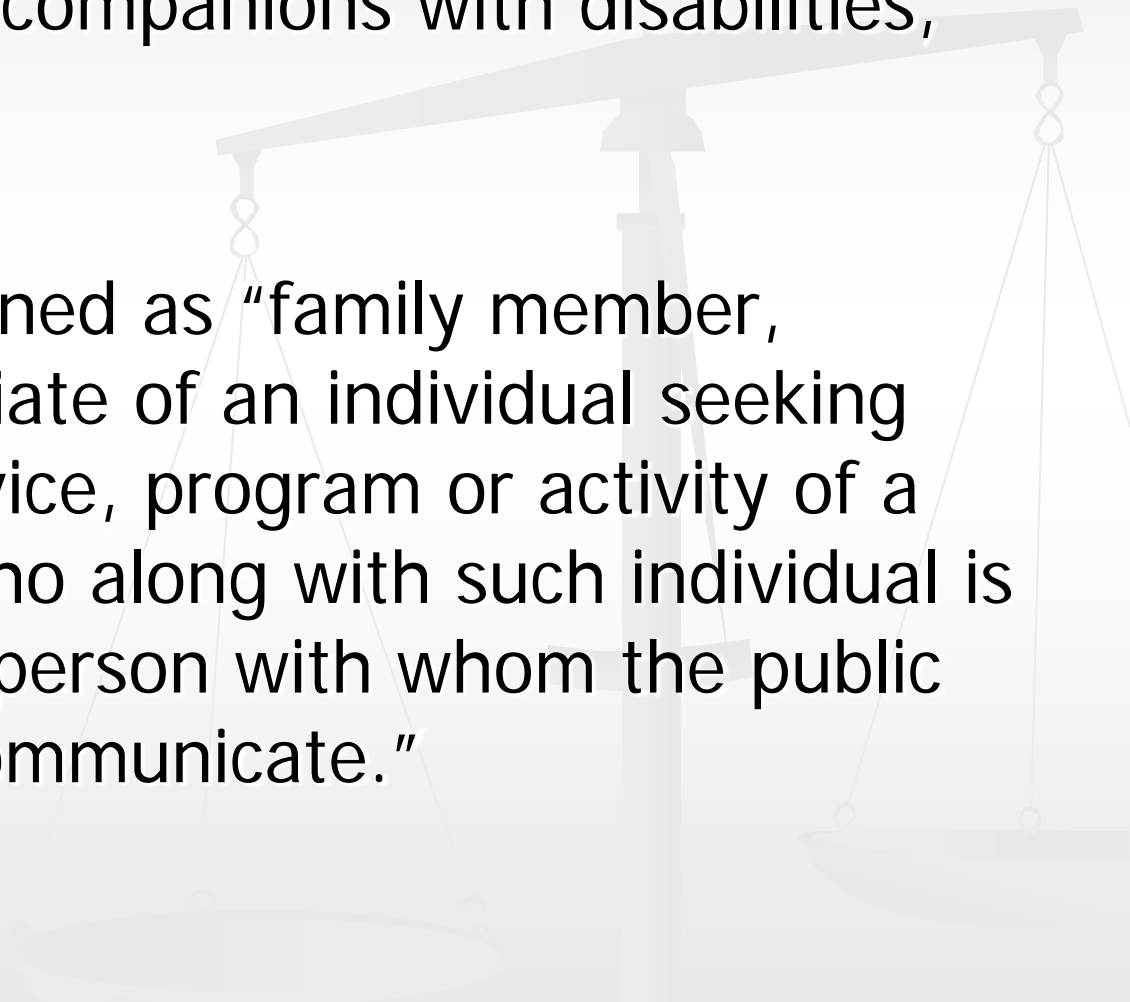 companions with disabilities,
ned as “family member,
iate of an individual seeking
vice, program or activity of a
ho along with such individual is
person with whom the public
ommunicate.”